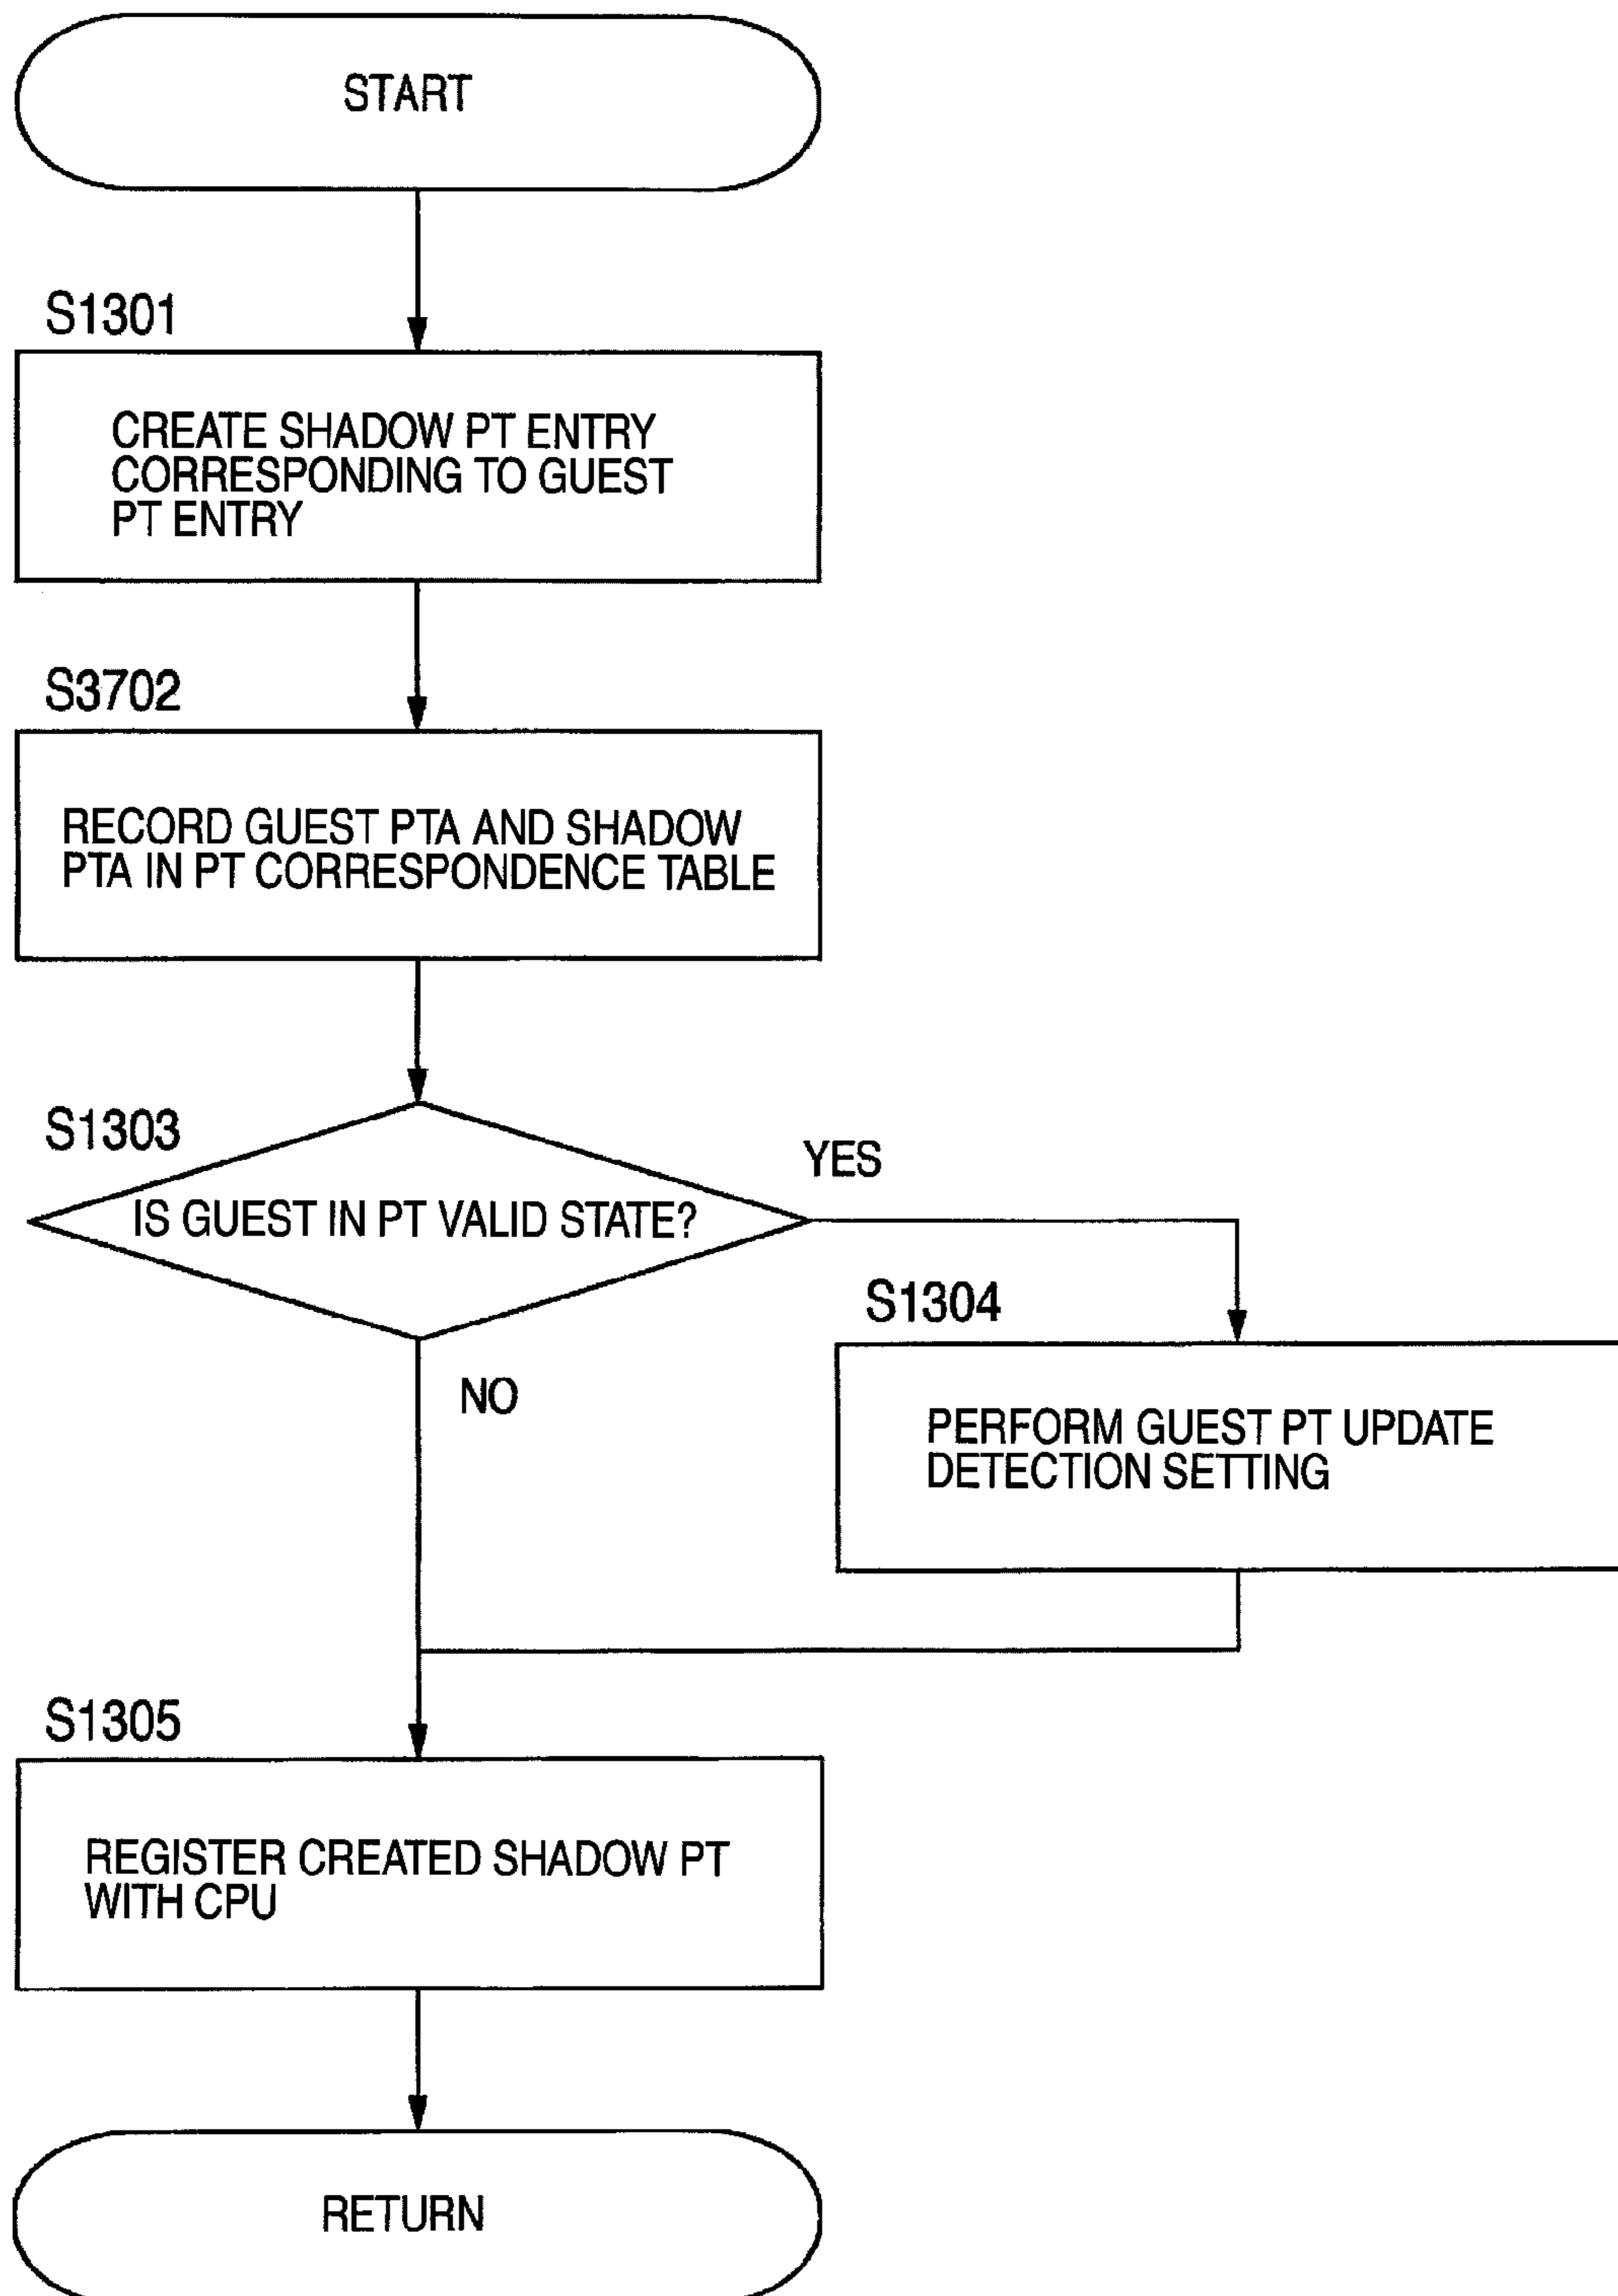 START
S1301
CREATE SHADOW PT ENTRY
CORRESPONDING TO GUEST
PT ENTRY
S3702
RECORD GUEST PTA AND SHADOW
PTA IN PT CORRESPONDENCE TABLE
S1303
IS GUEST IN PT VALID STATE?
YES
NO
S1304
PERFORM GUEST PT UPDATE
DETECTION SETTING
S1305
REGISTER CREATED SHADOW PT
WITH CPU
RETURN